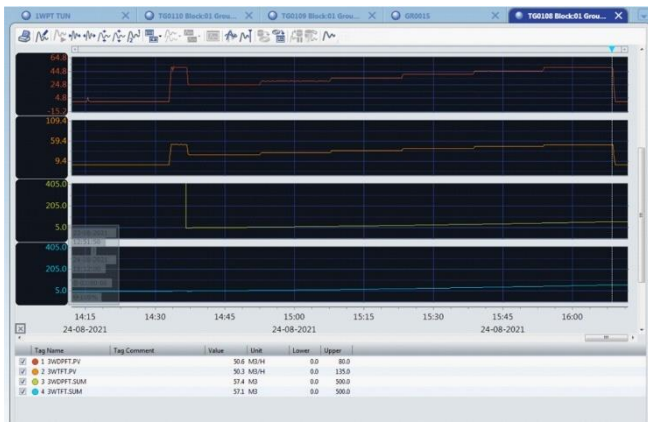 1WPT TUN
TG0110 Block:01 Grou...
TG0109 Block:01 Grou...
GR0015
TG0108 Block:01 Grou...
64.8
44.8
24.8
4.8
-15.2
109.4
59.4
9.4
405.0
205.0
5.0
405.0
205.0
5.0
14:15 14:30 14:45 15:00 15:15 15:30 15:45 16:00
24-08-2021 24-08-2021 24-08-2021
Tag Name Tag Comment Value Unit Lower Upper
1 3WDPFT.PV 50.6 M3/H 0.0 80.0
2 3WTFT.PV 50.3 M3/H 0.0 135.0
3 3WDPFT.SUM 57.4 M3 0.0 500.0
4 3WTFT.SUM 57.1 M3 0.0 500.0